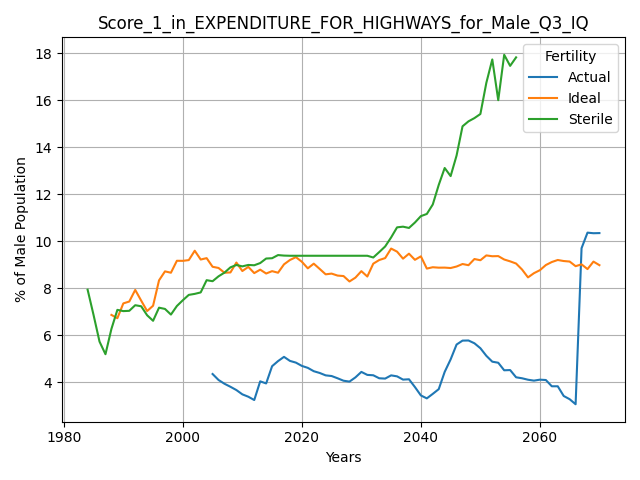 Score_1_in_EXPENDITURE_FOR_HIGHWAYS_for_Male_Q3_IQ
Fertility
Actual
Ideal
Sterile
% of Male Population
18
16
14
12
10
8
6
4
1980 2000 2020 2040 2060
Years